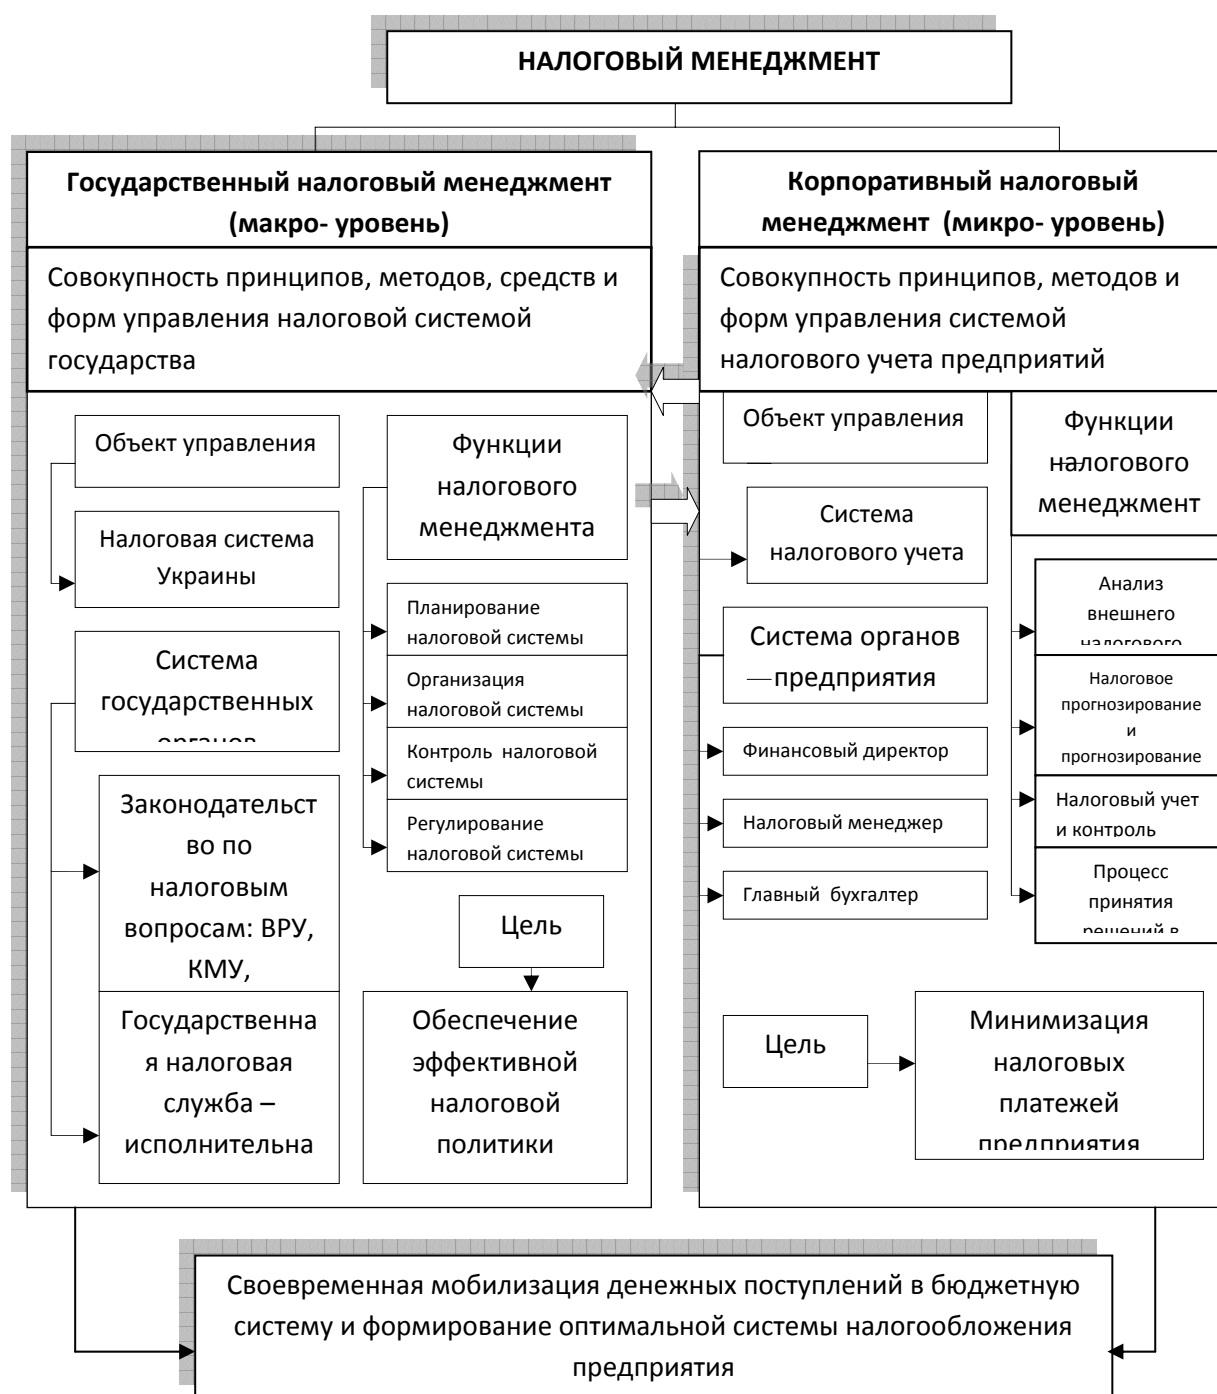 НАЛОГОВЫЙ МЕНЕДЖМЕНТ
Государственный налоговый менеджмент
(макро- уровень)
Совокупность принципов, методов, средств и
форм управления налоговой системой
государства
Объект управления
Налоговая система
Украины
Система
государственных
органов
Законодательст
во по
налоговым
вопросам: ВРУ,
КМУ,
Государственна
я налоговая
служба –
исполнительна
Функции
налогового
менеджмента
Планирование
налоговой системы
Организация
налоговой системы
Контроль налоговой
системы
Регулирование
налоговой системы
Цель
Обеспечение
эффективной
налоговой
политики
Корпоративный налоговый
менеджмент (микро- уровень)
Совокупность принципов, методов и
форм управления системой
налогового учета предприятий
Объект управления
Система
налогового учета
Система органов
предприятия
Финансовый директор
Налоговый менеджер
Главный бухгалтер
Функции
налогового
менеджмент
Анализ
внешнего
налогового
Налоговое
прогнозирование
и
прогнозирование
Налоговый учет
и контроль
Процесс
принятия
решений в
Цель
Минимизация
налоговых
платежей
предприятия
Своевременная мобилизация денежных поступлений в бюджетную
систему и формирование оптимальной системы налогообложения
предприятия